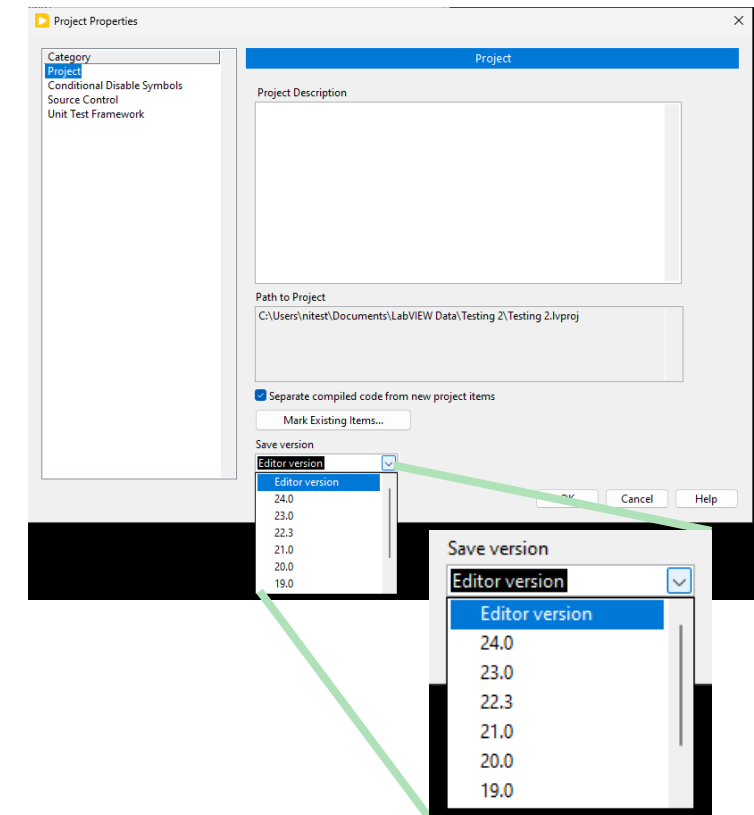 Project Properties
Category
Project
Conditional Disable Symbols
Source Control
Unit Test Framework
Project
Project Description
Path to Project
C:\Users\nitest\Documents\LabVIEW Data\Testing 2\Testing 2.lvproj
Separate compiled code from new project items
Mark Existing Items...
Save version
Editor version
Editor version
24.0
23.0
22.3
21.0
20.0
19.0
OK Cancel Help
Save version
Editor version
Editor version
24.0
23.0
22.3
21.0
20.0
19.0